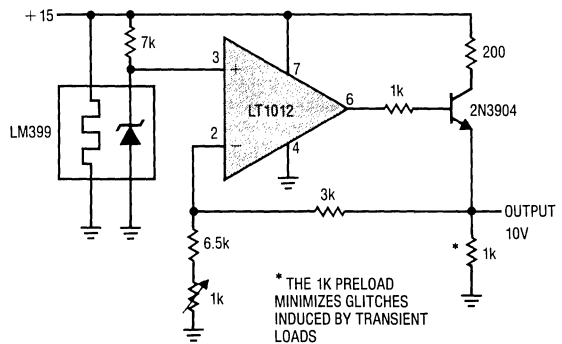 + 15
7k
200
3
+
7
LM399
LT1012
6
1k
2N3904
2
−
4
3k
OUTPUT
10V
6.5k
* 1k
1k
* THE 1K PRELOAD
MINIMIZES GLITCHES
INDUCED BY TRANSIENT
LOADS